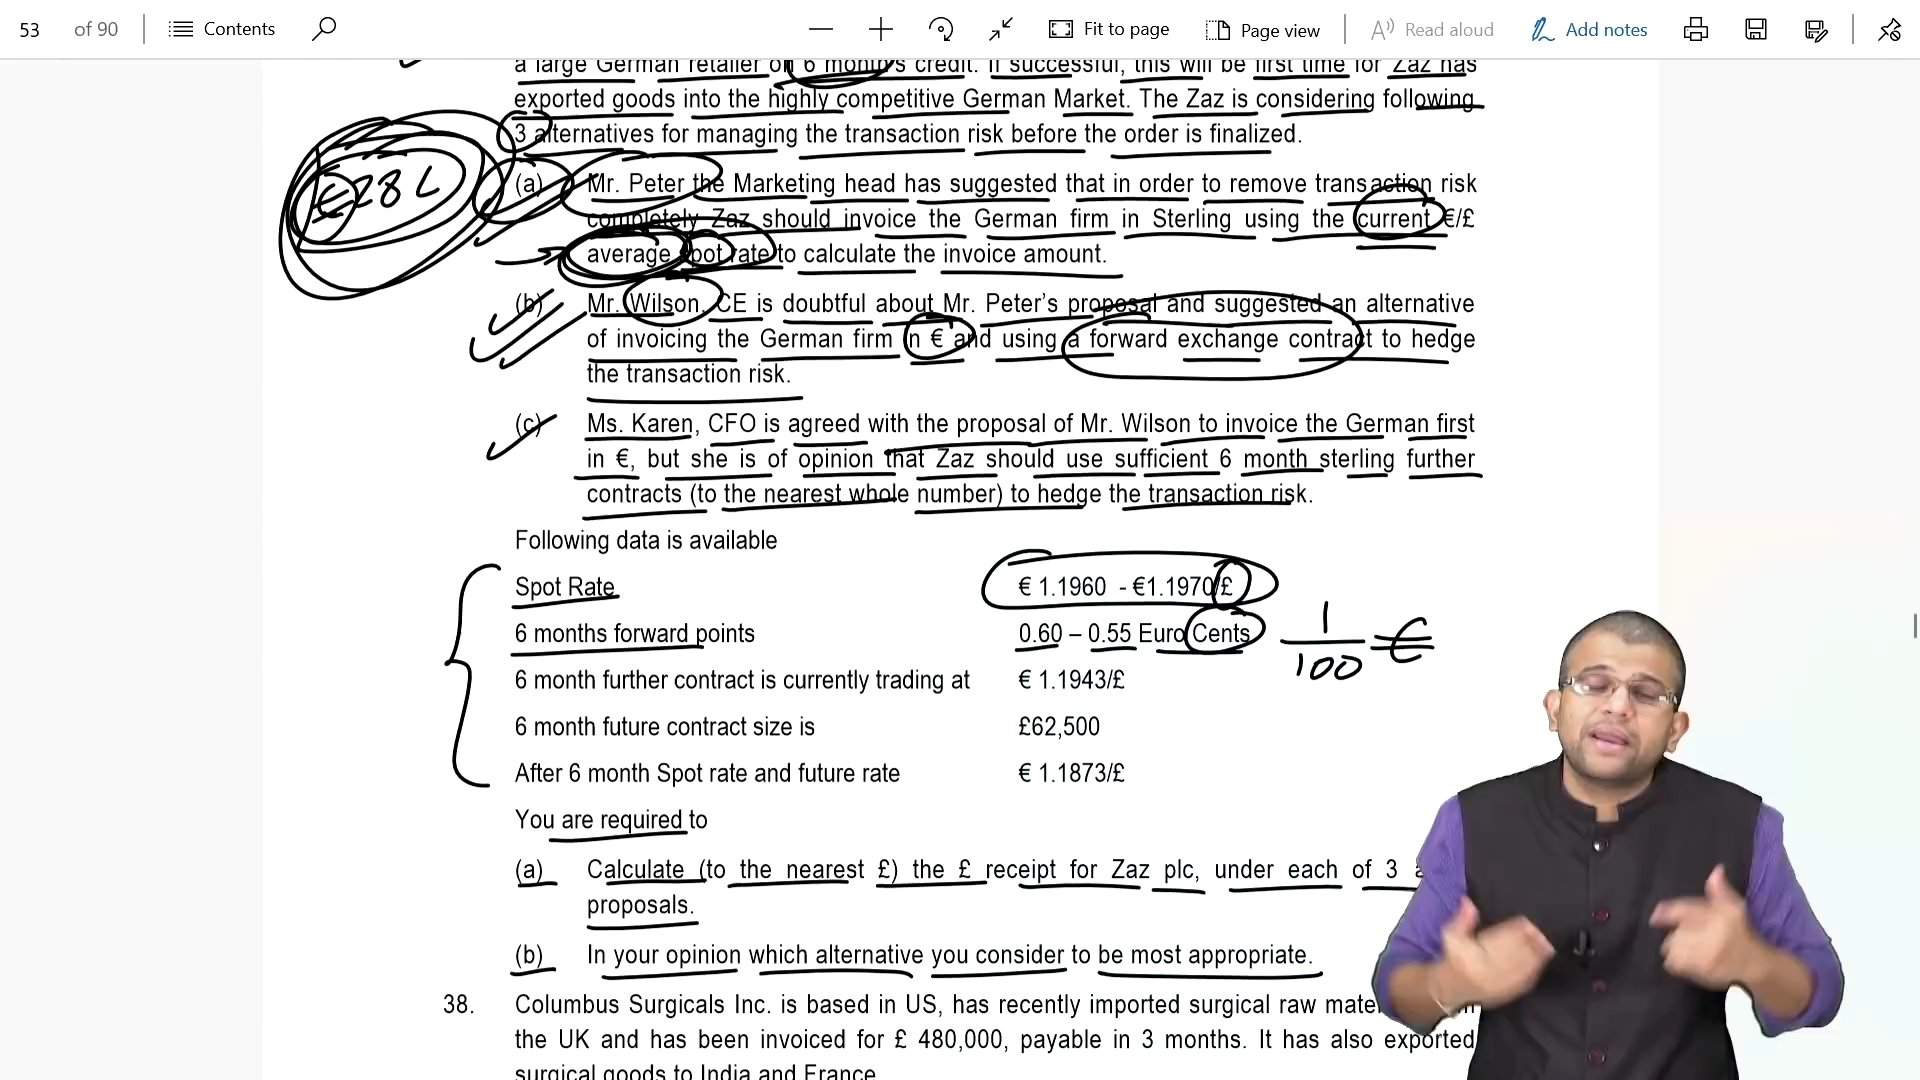 53 of 90 Contents Fit to page Page view Read aloud Add notes
a large German retailer on 6 month's credit. If successful, this will be first time for Zaz has
exported goods into the highly competitive German Market. The Zaz is considering following
3 alternatives for managing the transaction risk before the order is finalized.
€28 L
(a) Mr. Peter the Marketing head has suggested that in order to remove transaction risk
completely Zaz should invoice the German firm in Sterling using the current €/£
average spot rate to calculate the invoice amount.
(b) Mr. Wilson, CE is doubtful about Mr. Peter's proposal and suggested an alternative
of invoicing the German firm in € and using a forward exchange contract to hedge
the transaction risk.
(c) Ms. Karen, CFO is agreed with the proposal of Mr. Wilson to invoice the German first
in €, but she is of opinion that Zaz should use sufficient 6 month sterling further
contracts (to the nearest whole number) to hedge the transaction risk.
Following data is available
Spot Rate € 1.1960 - €1.1970/£
6 months forward points 0.60 – 0.55 Euro Cents
1/100 €
6 month further contract is currently trading at € 1.1943/£
6 month future contract size is £62,500
After 6 month Spot rate and future rate € 1.1873/£
You are required to
(a) Calculate (to the nearest £) the £ receipt for Zaz plc, under each of 3
proposals.
(b) In your opinion which alternative you consider to be most appropriate.
38. Columbus Surgicals Inc. is based in US, has recently imported surgical raw
the UK and has been invoiced for £ 480,000, payable in 3 months. It has also exported
surgical goods to India and France.